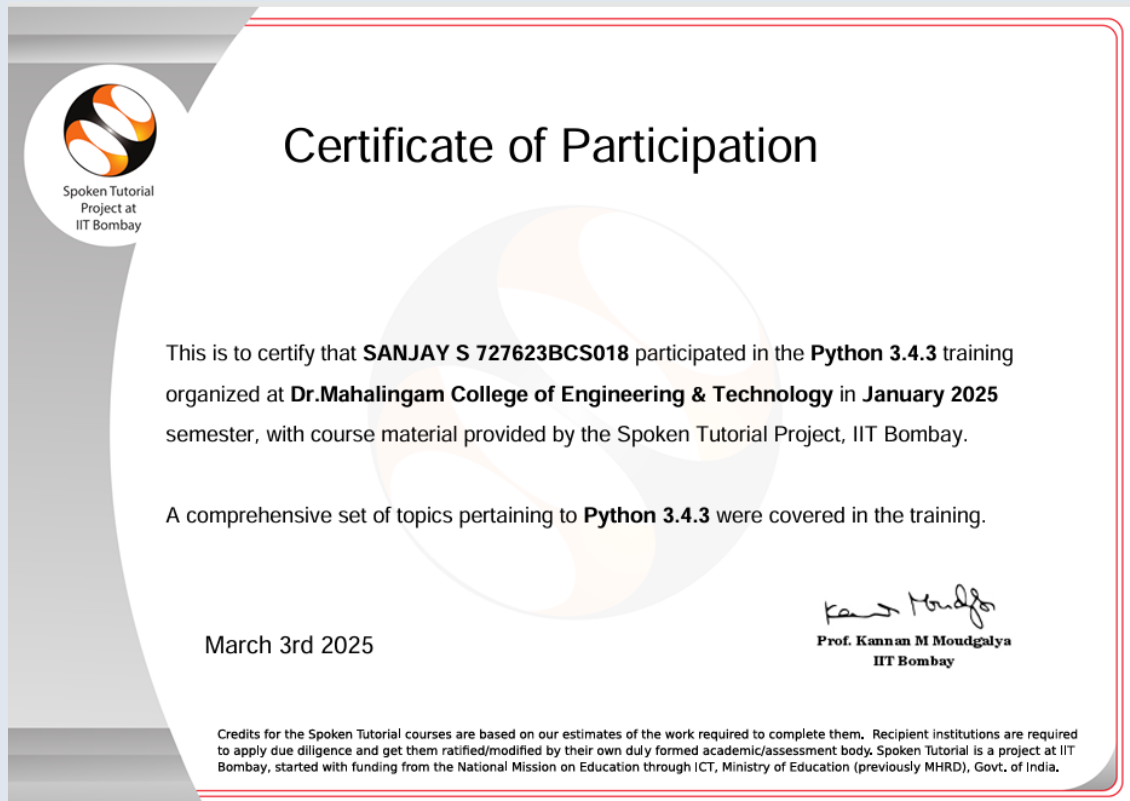 Spoken Tutorial
Project at
IIT Bombay
Certificate of Participation
This is to certify that SANJAY S 727623BCS018 participated in the Python 3.4.3 training
organized at Dr.Mahalingam College of Engineering & Technology in January 2025
semester, with course material provided by the Spoken Tutorial Project, IIT Bombay.
A comprehensive set of topics pertaining to Python 3.4.3 were covered in the training.
March 3rd 2025
Kannan Moudgalya
Prof. Kannan M Moudgalya
IIT Bombay
Credits for the Spoken Tutorial courses are based on our estimates of the work required to complete them. Recipient institutions are required
to apply due diligence and get them ratified/modified by their own duly formed academic/assessment body. Spoken Tutorial is a project at IIT
Bombay, started with funding from the National Mission on Education through ICT, Ministry of Education (previously MHRD), Govt. of India.